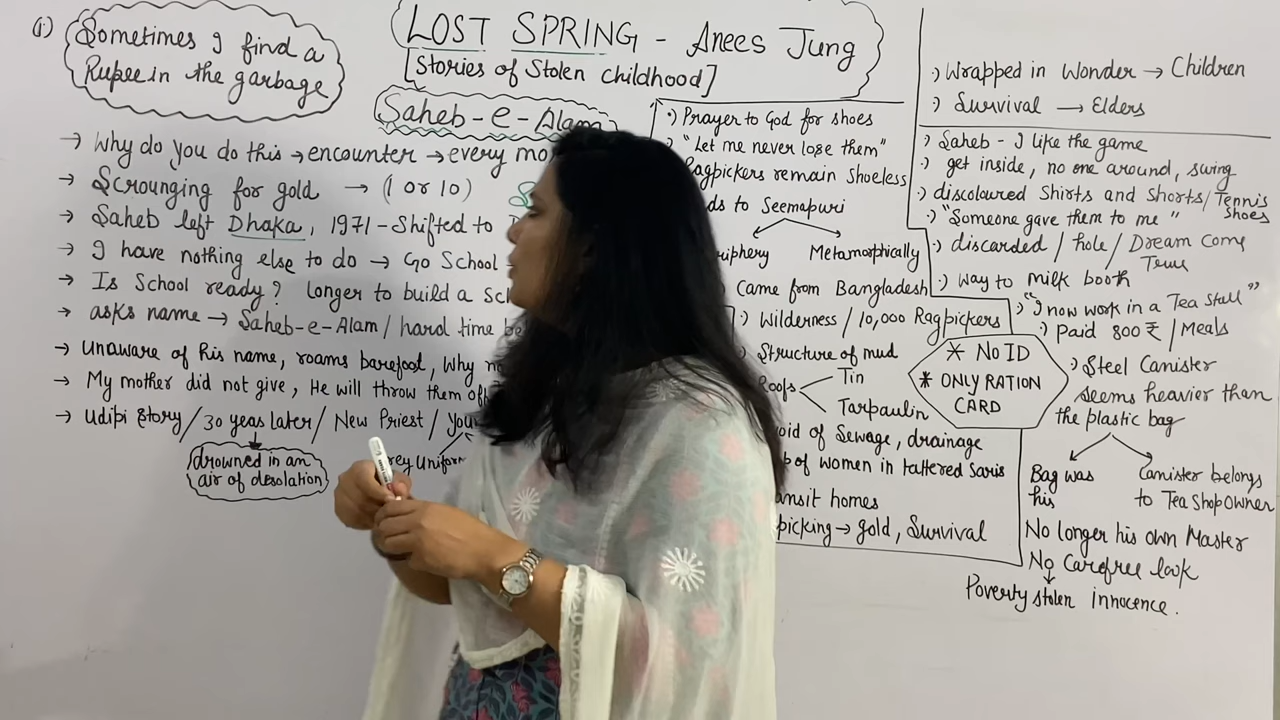 (i) Sometimes I find a
Rupee in the garbage
LOST SPRING - Anees Jung
[Stories of Stolen childhood]
Saheb-e-Alam
→ Why do you do this → encounter → every mo
→ Scrounging for gold → (1 or 10)
→ Saheb left Dhaka, 1971 - Shifted to
→ I have nothing else to do → Go School
→ Is School ready? Longer to build a Sc
→ asks name → Saheb-e-Alam / hard time be
→ unaware of his name, roams barefoot, Why n
→ My mother did not give, He will throw them off
→ Udipi Story / 30 yeas later / New Priest / You
drowned in an
air of desolation
rey Unifor
·) Prayer to God for shoes
"Let me never lose them"
Ragpickers remain shoeless
ds to Seemapuri
riphery Metamorphically
Came from Bangladesh
·) Wilderness / 10,000 Ragpickers
·) Structure of mud
Roofs Tin
Tarpaulin
oid of Sewage, drainage
b of women in tattered Saris
ansit homes
picking → gold, Survival
·) Wrapped in Wonder → Children
·) Survival → Elders
·) Saheb - I like the game
·) get inside, no one around, swing
·) discoloured Shirts and Shorts / Tennis
Shoes
·) "Someone gave them to me"
·) discarded / hole / Dream Come
True
·) way to milk booth
·) "I now work in a Tea Stall"
·) paid 800 ₹ / Meals
* NO ID
* ONLY RATION
CARD
·) Steel Canister
seems heavier than
the plastic bag
Bag was
his
Canister belongs
to Tea Shop Owner
No longer his own Master
No Carefree look
Poverty stolen innocence.